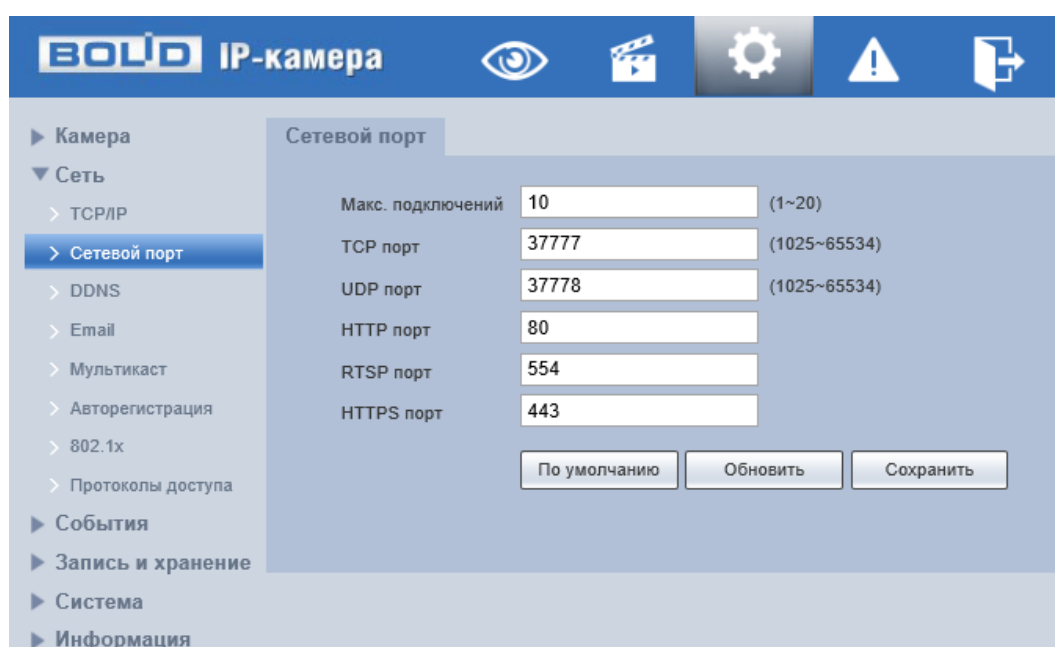 BOLID IP-камера
Камера
Сеть
TCP/IP
Сетевой порт
DDNS
Email
Мультикаст
Авторегистрация
802.1x
Протоколы доступа
События
Запись и хранение
Система
Информация
Сетевой порт
Макс. подключений 10 (1~20)
TCP порт 37777 (1025~65534)
UDP порт 37778 (1025~65534)
HTTP порт 80
RTSP порт 554
HTTPS порт 443
По умолчанию Обновить Сохранить